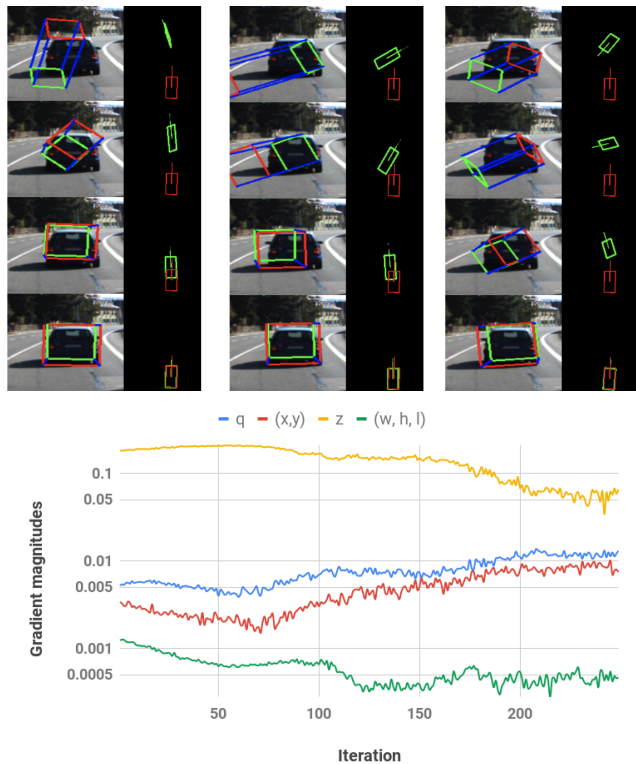 q (x,y) z (w, h, l)
Gradient magnitudes
0.1
0.05
0.01
0.005
0.001
0.0005
50 100 150 200
Iteration